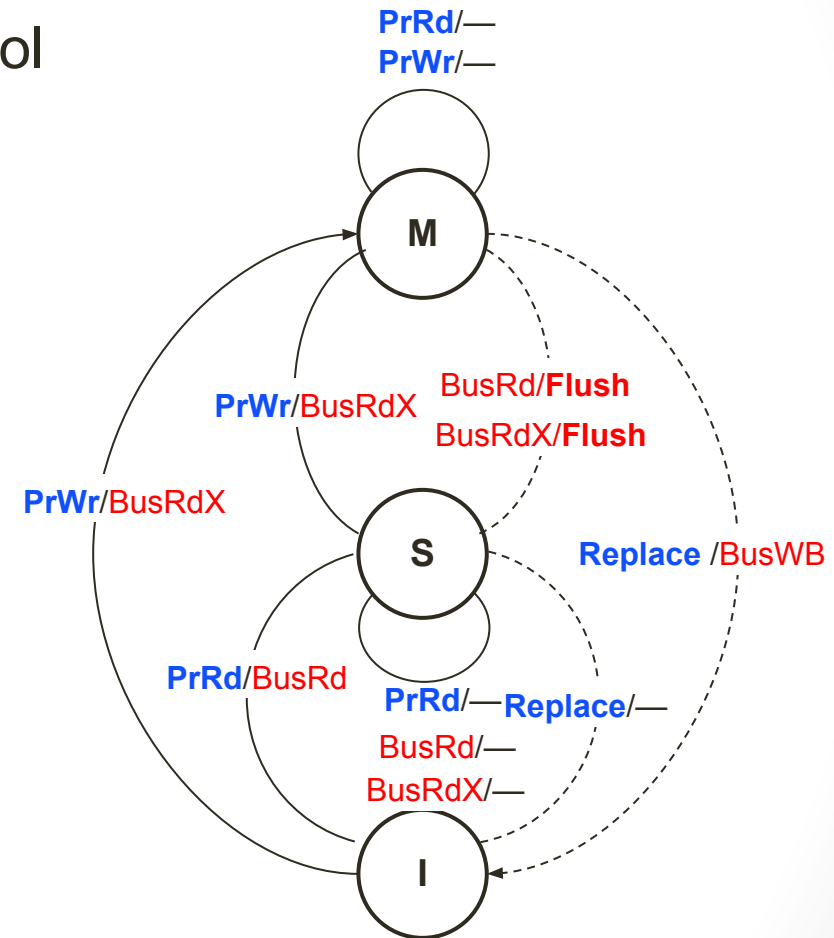 ol
PrRd/—
PrWr/—
M
BusRd/Flush
PrWr/BusRdX
BusRdX/Flush
PrWr/BusRdX
S
Replace /BusWB
PrRd/BusRd
PrRd/—
Replace/—
BusRd/—
BusRdX/—
I